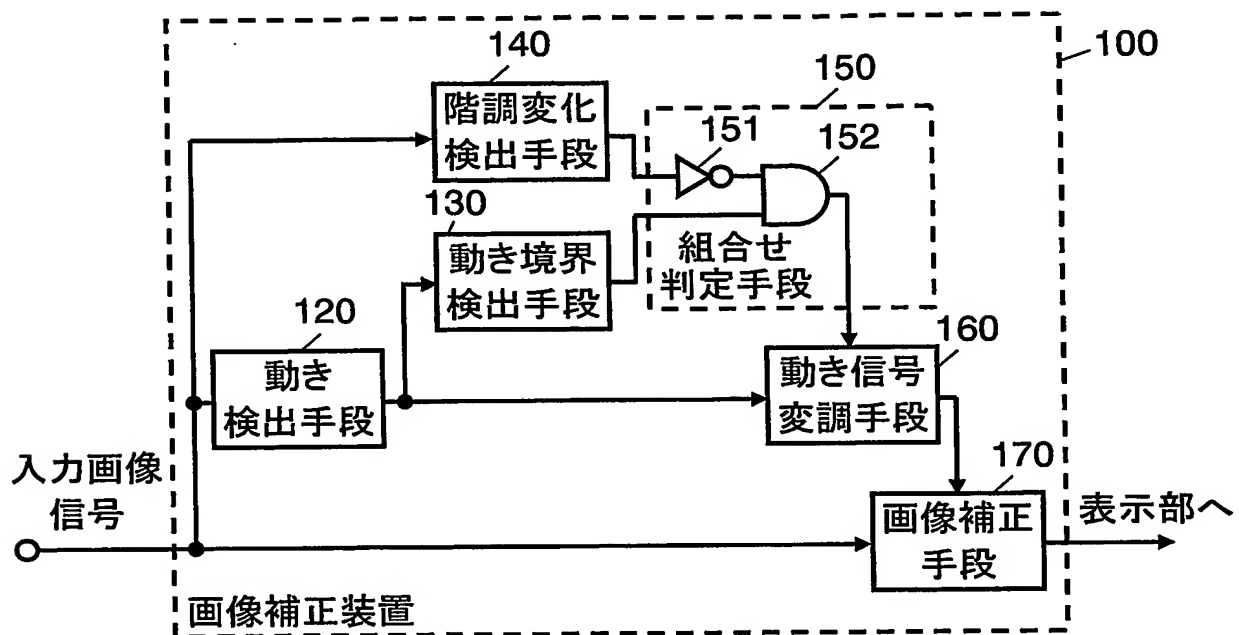 140
100
階調変化
検出手段
150
151
152
130
動き境界
検出手段
組合せ
判定手段
120
動き
検出手段
160
動き信号
変調手段
入力画像
信号
170
画像補正
手段
表示部へ
画像補正装置